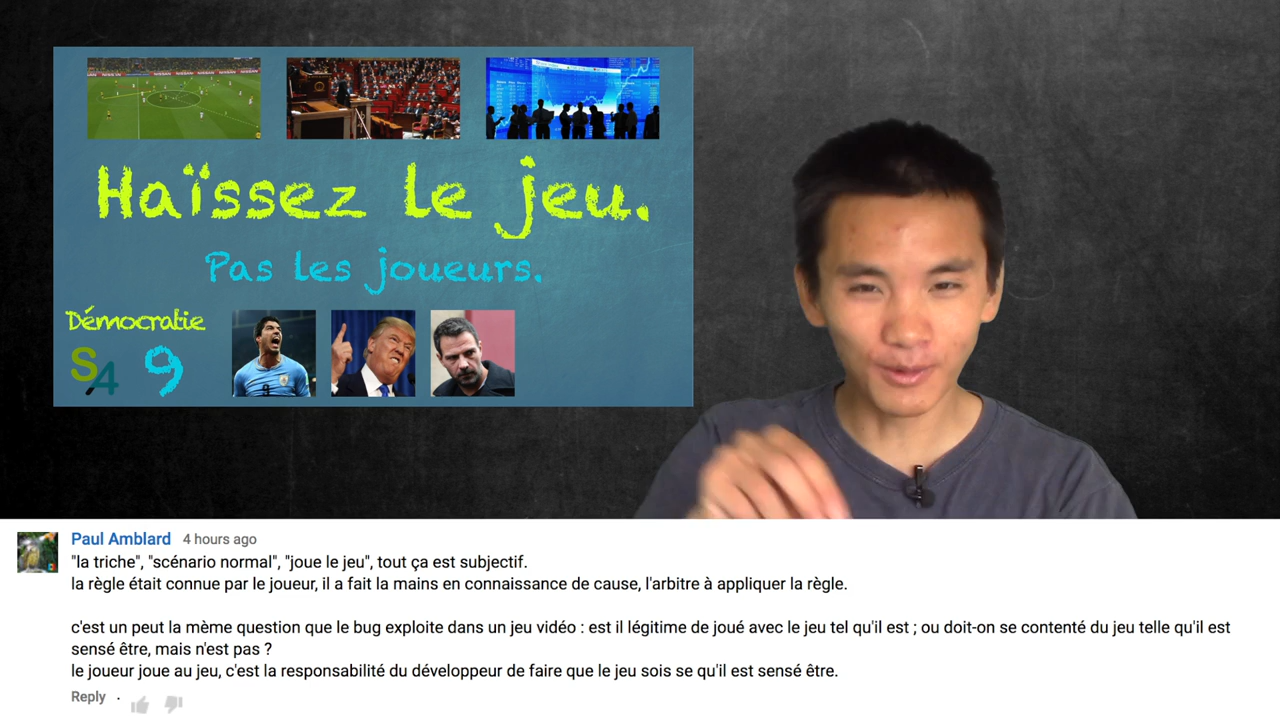 NISSAN NISSAN NISSAN NISSAN NISSAN
Haïssez le jeu.
Pas les joueurs.
Démocratie
S4 9
Paul Amblard 4 hours ago
"la triche", "scénario normal", "joue le jeu", tout ça est subjectif.
la règle était connue par le joueur, il a fait la mains en connaissance de cause, l'arbitre à appliquer la règle.
c'est un peut la mème question que le bug exploite dans un jeu vidéo : est il légitime de joué avec le jeu tel qu'il est ; ou doit-on se contenté du jeu telle qu'il est
sensé être, mais n'est pas ?
le joueur joue au jeu, c'est la responsabilité du développeur de faire que le jeu sois se qu'il est sensé être.
Reply ·